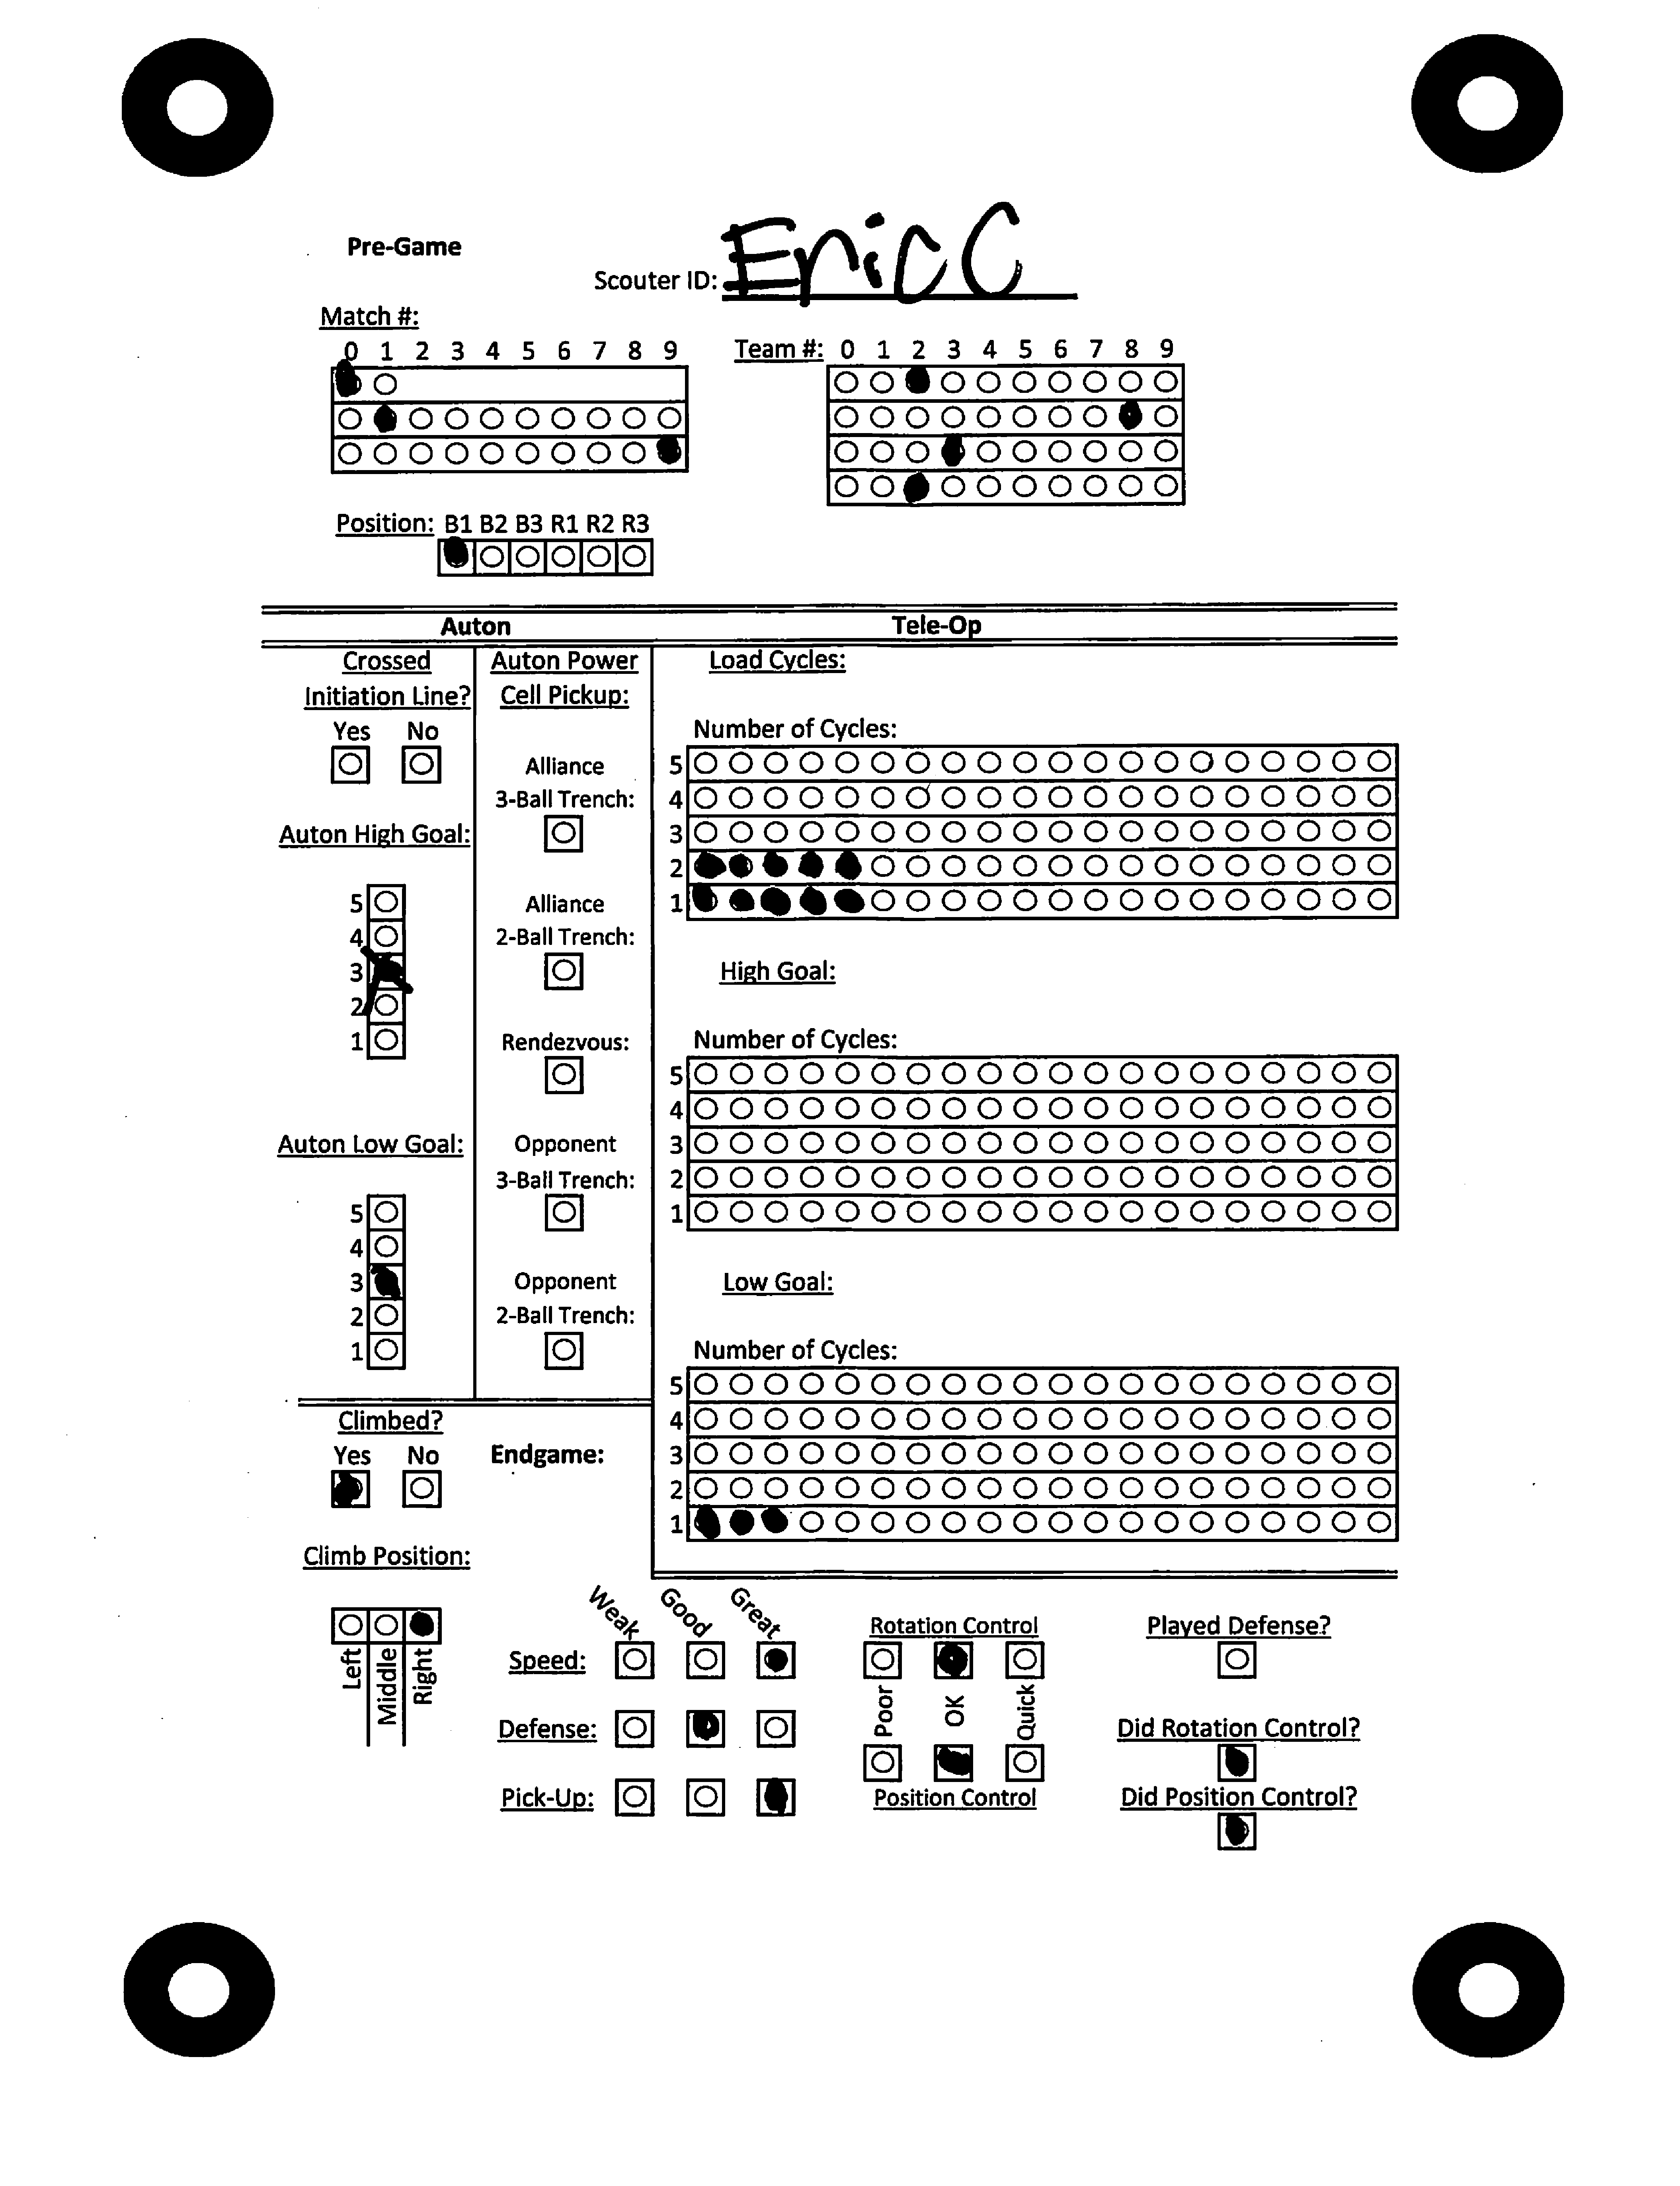 Pre-Game
Scouter ID: Eric C
Match #:
0 1 2 3 4 5 6 7 8 9
Team #: 0 1 2 3 4 5 6 7 8 9
Position: B1 B2 B3 R1 R2 R3
Auton
Tele-Op
Crossed
Initiation Line?
Yes No
Auton High Goal:
5
4
3
2
1
Auton Low Goal:
5
4
3
2
1
Auton Power
Cell Pickup:
Alliance
3-Ball Trench:
Alliance
2-Ball Trench:
Rendezvous:
Opponent
3-Ball Trench:
Opponent
2-Ball Trench:
Load Cycles:
Number of Cycles:
5
4
3
2
1
High Goal:
Number of Cycles:
5
4
3
2
1
Low Goal:
Number of Cycles:
5
4
3
2
1
Climbed?
Yes No
Endgame:
Climb Position:
Left
Middle
Right
Weak Good Great
Speed:
Defense:
Pick-Up:
Rotation Control
Poor
OK
Quick
Position Control
Played Defense?
Did Rotation Control?
Did Position Control?